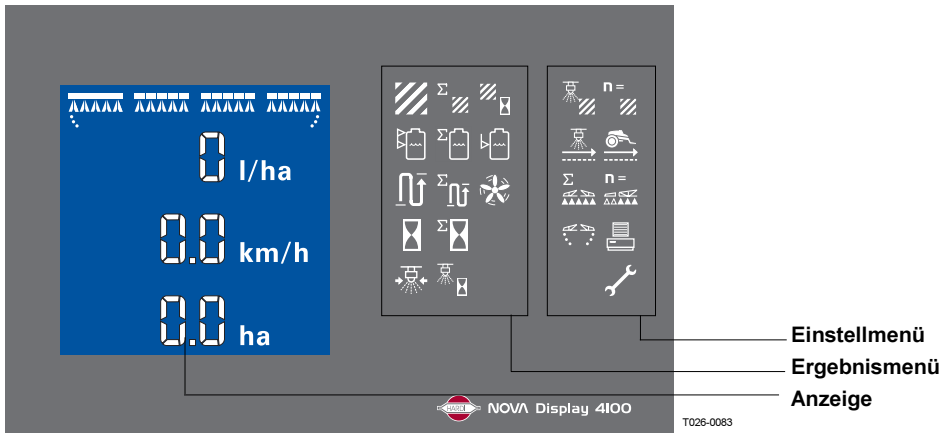 0 l/ha
0.0 km/h
0.0 ha
Σ
n =
Σ
Σ
Σ
n =
Σ
Einstellmenü
Ergebnismenü
Anzeige
HARDI NOVA Display 4100
T026-0083